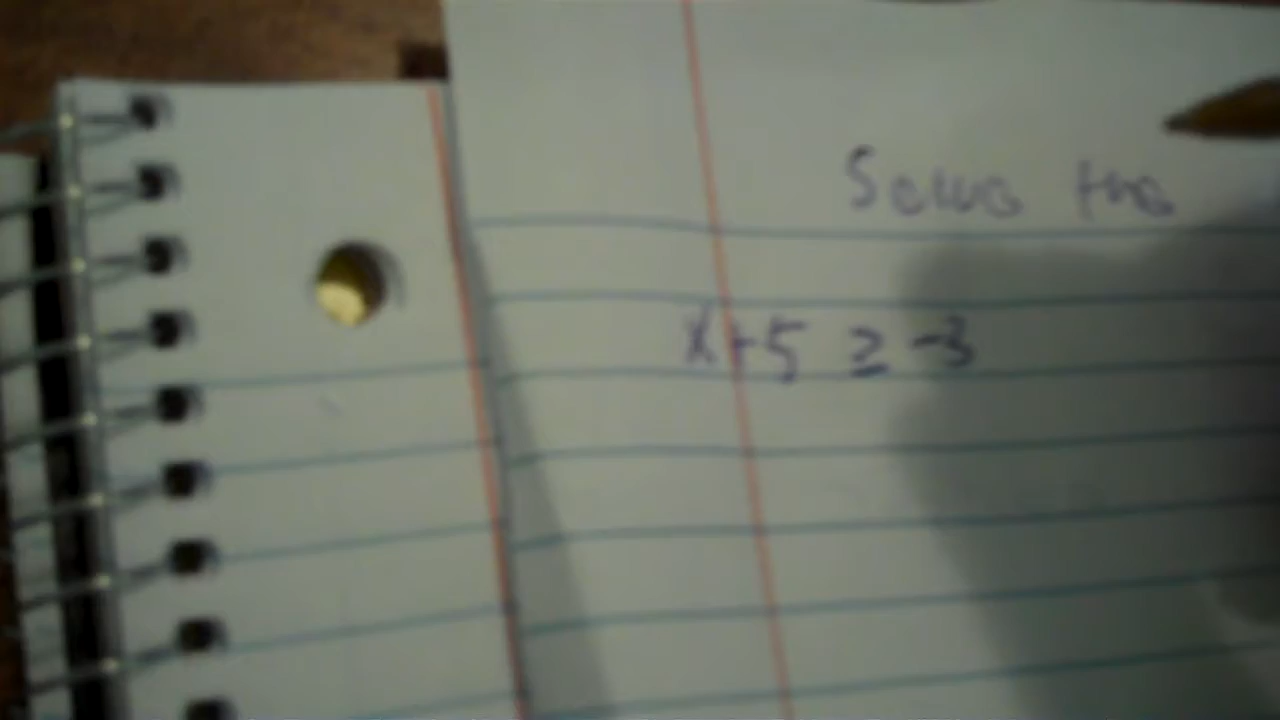 Solve the
x+5 ≥ -3